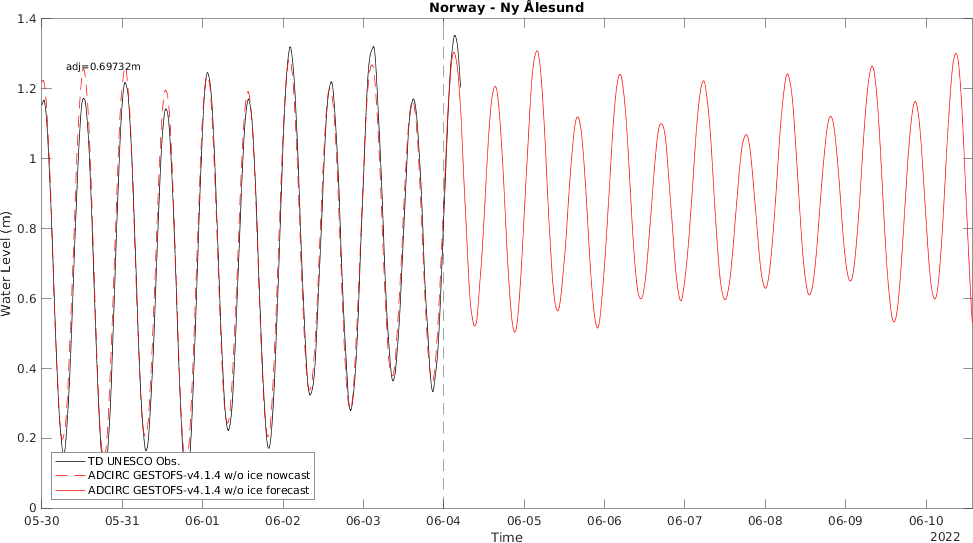 Norway - Ny Ålesund
1.4
adj=0.69732m
1.2
1
0.8
0.6
0.4
0.2
0
Water Level (m)
TD UNESCO Obs.
ADCIRC GESTOFS-v4.1.4 w/o ice nowcast
ADCIRC GESTOFS-v4.1.4 w/o ice forecast
05-30 05-31 06-01 06-02 06-03 06-04 06-05 06-06 06-07 06-08 06-09 06-10
Time
2022